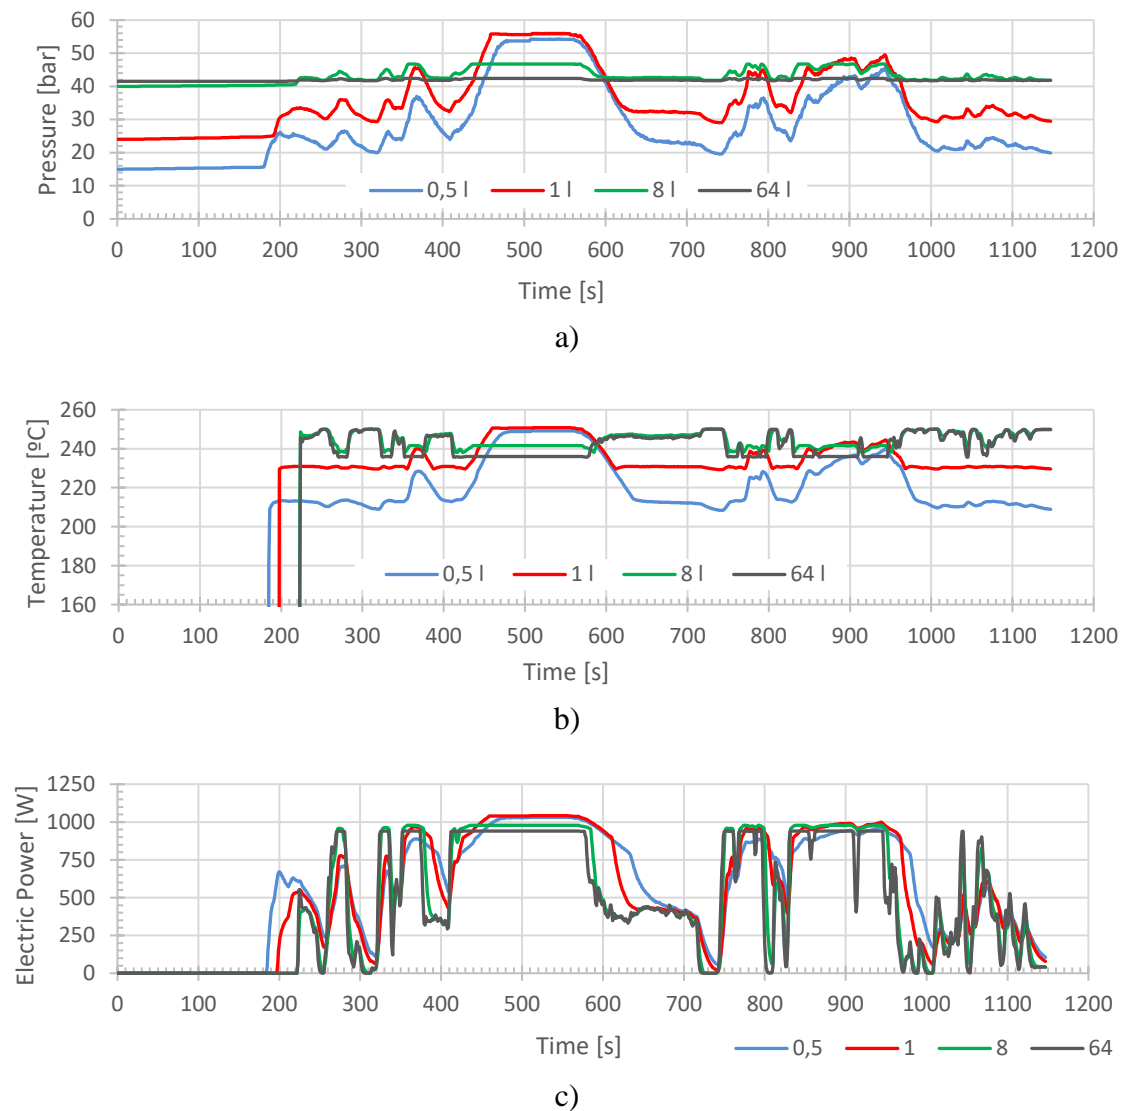 60
50
40
30
20
10
0
Pressure [bar]
0,5 l 1 l 8 l 64 l
0 100 200 300 400 500 600 700 800 900 1000 1100 1200
Time [s]
a)
260
240
220
200
180
160
Temperature [ºC]
0,5 l 1 l 8 l 64 l
0 100 200 300 400 500 600 700 800 900 1000 1100 1200
Time [s]
b)
1250
1000
750
500
250
0
Electric Power [W]
0 100 200 300 400 500 600 700 800 900 1000 1100 1200
Time [s]
0,5 1 8 64
c)